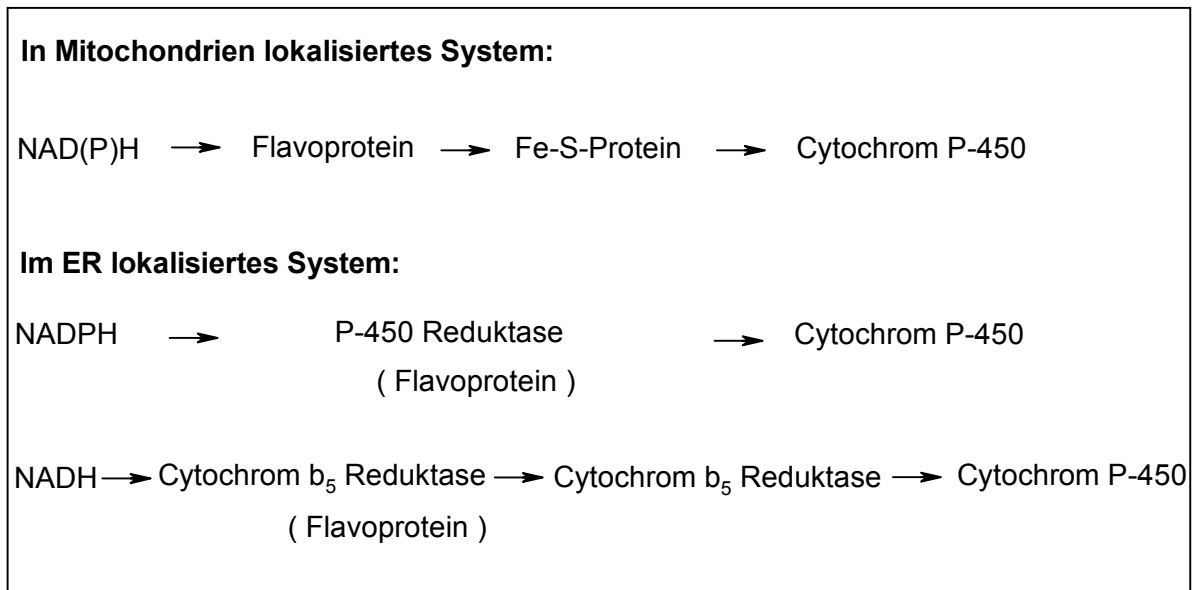 In Mitochondrien lokalisiertes System:
NAD(P)H → Flavoprotein → Fe-S-Protein → Cytochrom P-450
Im ER lokalisiertes System:
NADPH → P-450 Reduktase → Cytochrom P-450
( Flavoprotein )
NADH → Cytochrom b₅ Reduktase → Cytochrom b₅ Reduktase → Cytochrom P-450
( Flavoprotein )